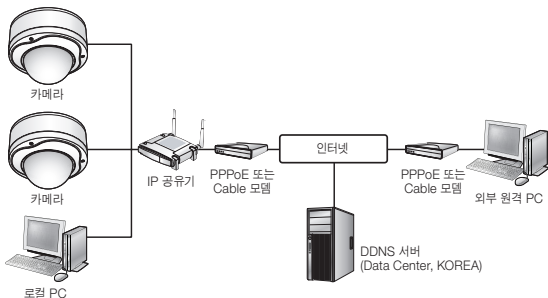 카메라
카메라
로컬 PC
IP 공유기
PPPoE 또는
Cable 모뎀
인터넷
DDNS 서버
(Data Center, KOREA)
PPPoE 또는
Cable 모뎀
외부 원격 PC